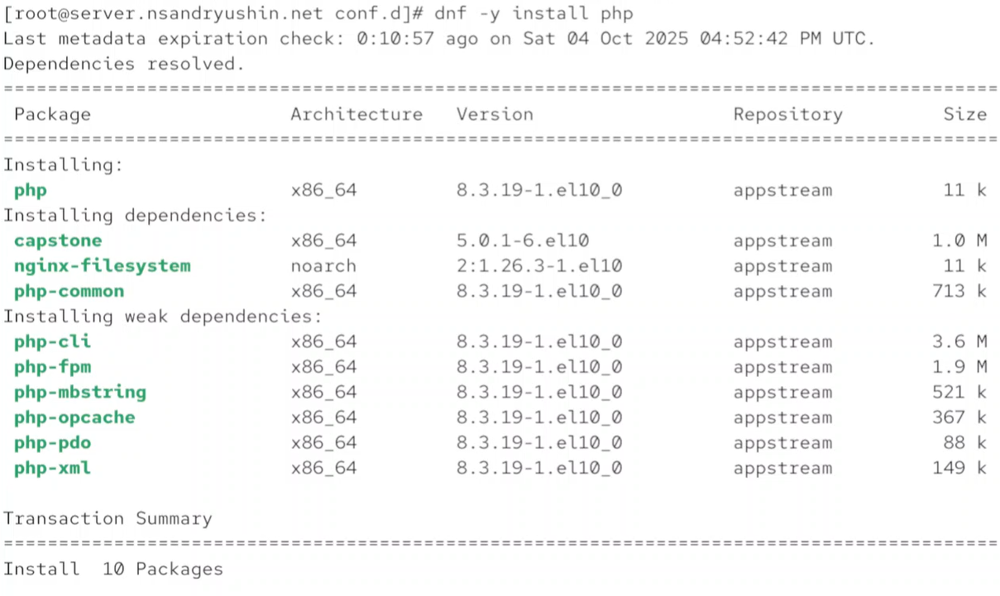 [root@server.nsandryushin.net conf.d]# dnf -y install php
Last metadata expiration check: 0:10:57 ago on Sat 04 Oct 2025 04:52:42 PM UTC.
Dependencies resolved.
==========================================================================================
 Package                  Architecture   Version                  Repository         Size
==========================================================================================
Installing:
 php                      x86_64         8.3.19-1.el10_0          appstream          11 k
Installing dependencies:
 capstone                 x86_64         5.0.1-6.el10             appstream         1.0 M
 nginx-filesystem         noarch         2:1.26.3-1.el10          appstream          11 k
 php-common               x86_64         8.3.19-1.el10_0          appstream         713 k
Installing weak dependencies:
 php-cli                  x86_64         8.3.19-1.el10_0          appstream         3.6 M
 php-fpm                  x86_64         8.3.19-1.el10_0          appstream         1.9 M
 php-mbstring             x86_64         8.3.19-1.el10_0          appstream         521 k
 php-opcache              x86_64         8.3.19-1.el10_0          appstream         367 k
 php-pdo                  x86_64         8.3.19-1.el10_0          appstream          88 k
 php-xml                  x86_64         8.3.19-1.el10_0          appstream         149 k
Transaction Summary
==========================================================================================
Install  10 Packages